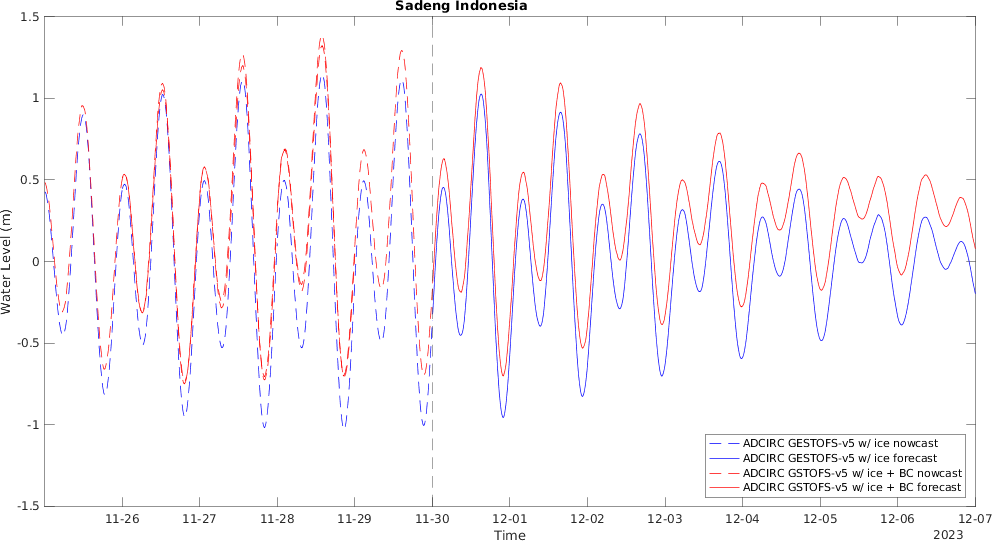 Sadeng Indonesia
1.5
1
0.5
0
-0.5
-1
-1.5
Water Level (m)
ADCIRC GESTOFS-v5 w/ ice nowcast
ADCIRC GESTOFS-v5 w/ ice forecast
ADCIRC GSTOFS-v5 w/ ice + BC nowcast
ADCIRC GSTOFS-v5 w/ ice + BC forecast
11-26 11-27 11-28 11-29 11-30 12-01 12-02 12-03 12-04 12-05 12-06 12-07
Time
2023